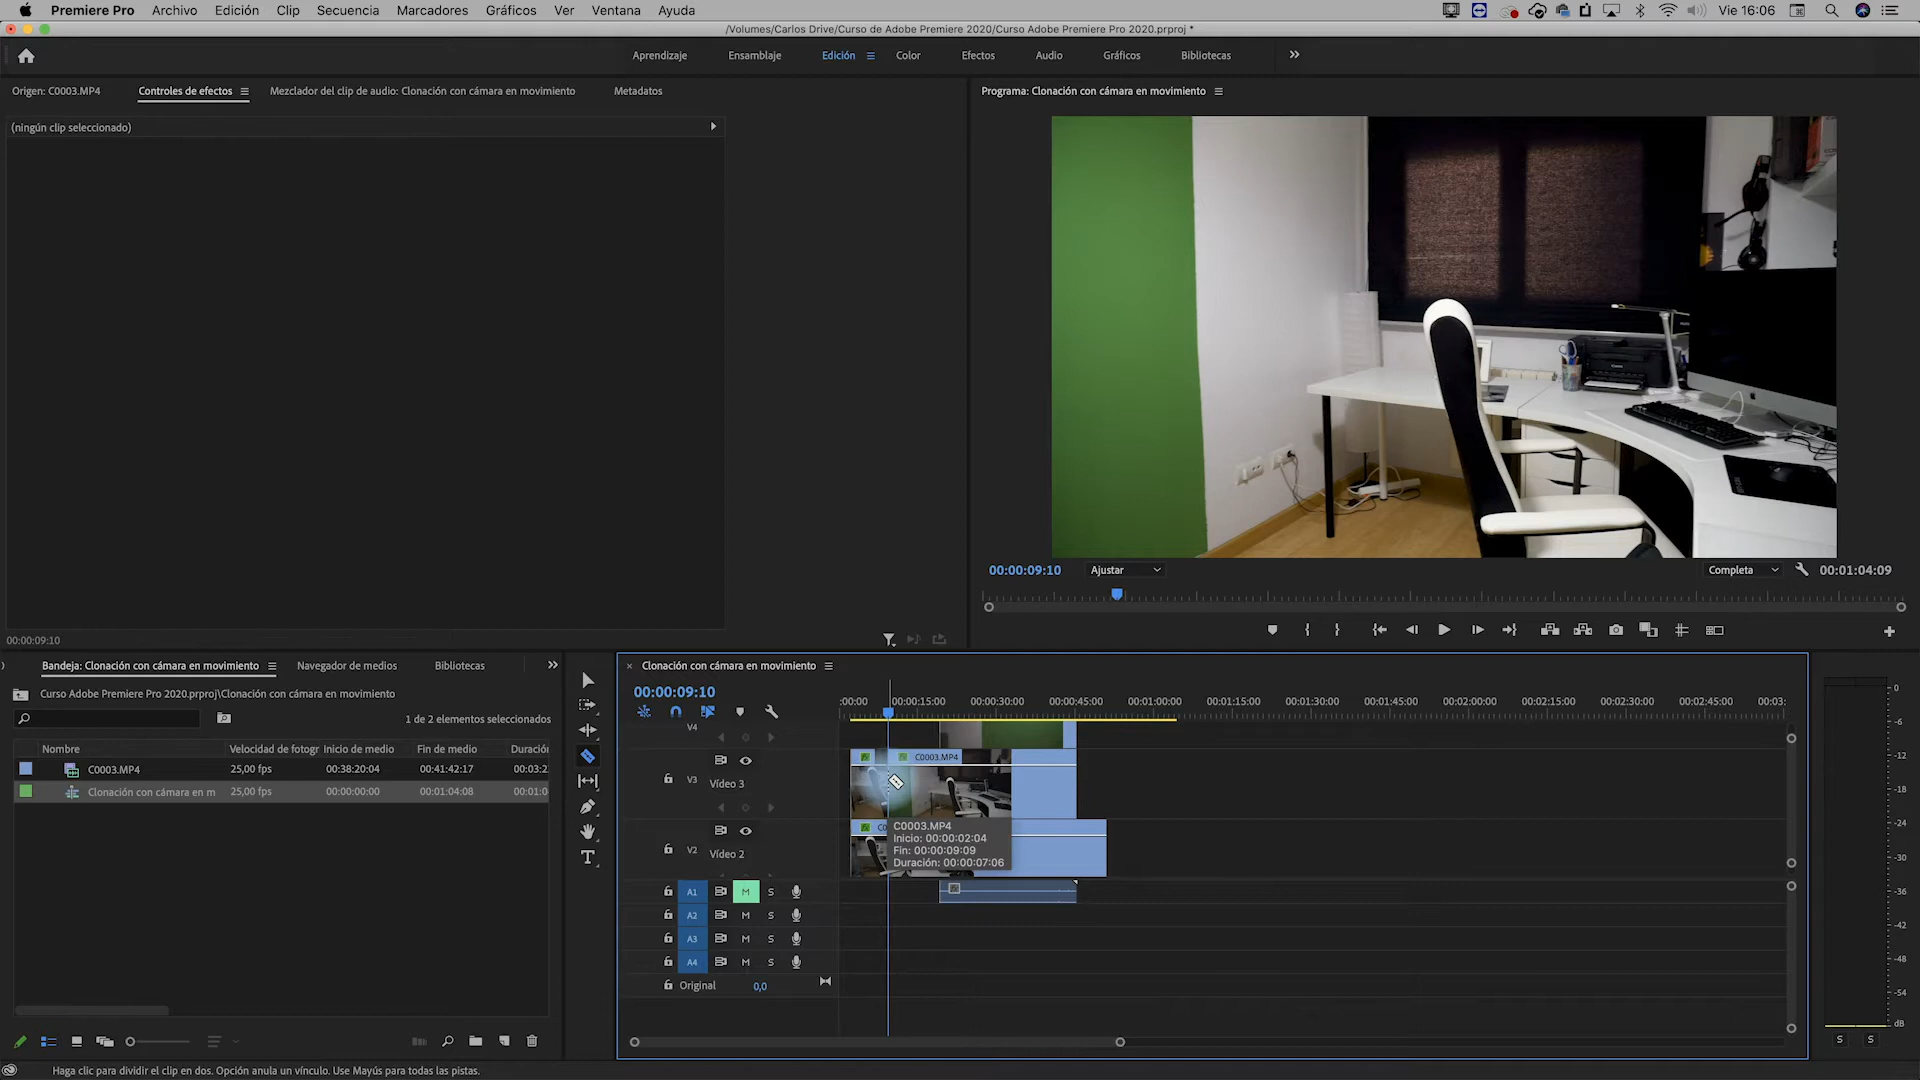 Premiere Pro Archivo Edición Clip Secuencia Marcadores Gráficos Ver Ventana Ayuda Vie 16:06
/Volumes/Carlos Drive/Curso de Adobe Premiere 2020/Curso Adobe Premiere Pro 2020.prproj *
Aprendizaje Ensamblaje Edición Color Efectos Audio Gráficos Bibliotecas
Origen: C0003.MP4 Controles de efectos Mezclador del clip de audio: Clonación con cámara en movimiento Metadatos
(ningún clip seleccionado)
00:00:09:10
Programa: Clonación con cámara en movimiento
00:00:09:10 Ajustar Completa 00:01:04:09
Bandeja: Clonación con cámara en movimiento Navegador de medios Bibliotecas
Curso Adobe Premiere Pro 2020.prproj\Clonación con cámara en movimiento
1 de 2 elementos seleccionados
Nombre Velocidad de fotogr Inicio de medio Fin de medio Duració
C0003.MP4 25,00 fps 00:38:20:04 00:41:42:17 00:03:2
Clonación con cámara en m 25,00 fps 00:00:00:00 00:01:04:08 00:01:0
Clonación con cámara en movimiento
00:00:09:10
:00:00 00:00:15:00 00:00:30:00 00:00:45:00 00:01:00:00 00:01:15:00 00:01:30:00 00:01:45:00 00:02:00:00 00:02:15:00 00:02:30:00 00:02:45:00 00:03:
V4
fx fx C0003.MP4
V3 Vídeo 3
fx C0
V2 Vídeo 2
C0003.MP4
Inicio: 00:00:02:04
Fin: 00:00:09:09
Duración: 00:00:07:06
A1 M S
A2 M S
A3 M S
A4 M S
Original 0,0
0
-6
-12
-18
-24
-30
-36
-42
-48
-54
dB
S S
Haga clic para dividir el clip en dos. Opción anula un vínculo. Use Mayús para todas las pistas.